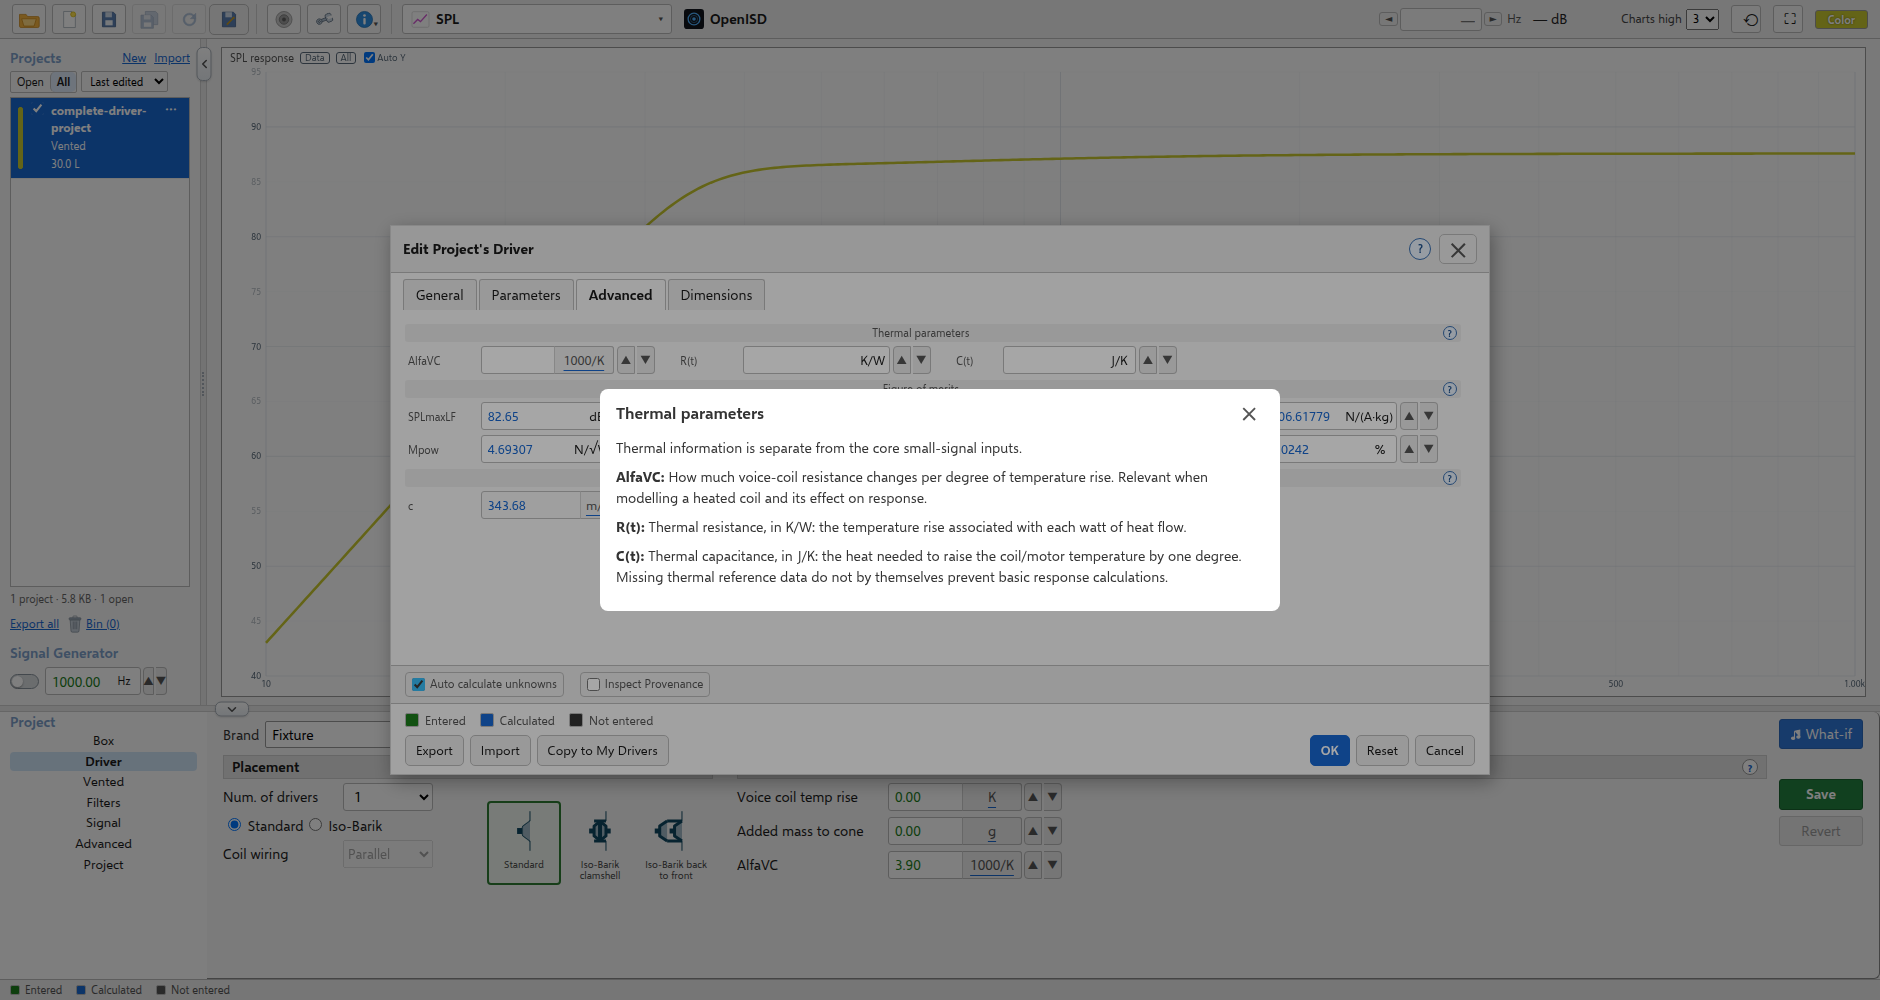 SPL
OpenISD
— Hz — dB
Charts high 3
Color
Projects New Import
Open All Last edited
complete-driver-project
Vented
30.0 L
1 project · 5.8 KB · 1 open
Export all Bin (0)
Signal Generator
1000.00 Hz
SPL response Data All Auto Y
95
90
85
80
75
70
65
60
55
50
45
40
10
500
1.00k
Edit Project's Driver ?
General Parameters Advanced Dimensions
Thermal parameters ?
AlfaVC 1000/K R(t) K/W C(t) J/K
?
SPLmaxLF 82.65 06.61779 N/(A·kg)
Mpow 4.69307 0242 %
?
c 343.68
Thermal parameters
Thermal information is separate from the core small-signal inputs.
AlfaVC: How much voice-coil resistance changes per degree of temperature rise. Relevant when
modelling a heated coil and its effect on response.
R(t): Thermal resistance, in K/W: the temperature rise associated with each watt of heat flow.
C(t): Thermal capacitance, in J/K: the heat needed to raise the coil/motor temperature by one degree.
Missing thermal reference data do not by themselves prevent basic response calculations.
Auto calculate unknowns Inspect Provenance
Entered Calculated Not entered
Export Import Copy to My Drivers OK Reset Cancel
Project
Box
Driver
Vented
Filters
Signal
Advanced
Project
Brand Fixture
Placement ?
Num. of drivers 1
Standard Iso-Barik
Coil wiring Parallel
Standard
Iso-Barik clamshell
Iso-Barik back to front
Voice coil temp rise 0.00 K
Added mass to cone 0.00 g
AlfaVC 3.90 1000/K
What-if
Save
Revert
Entered Calculated Not entered